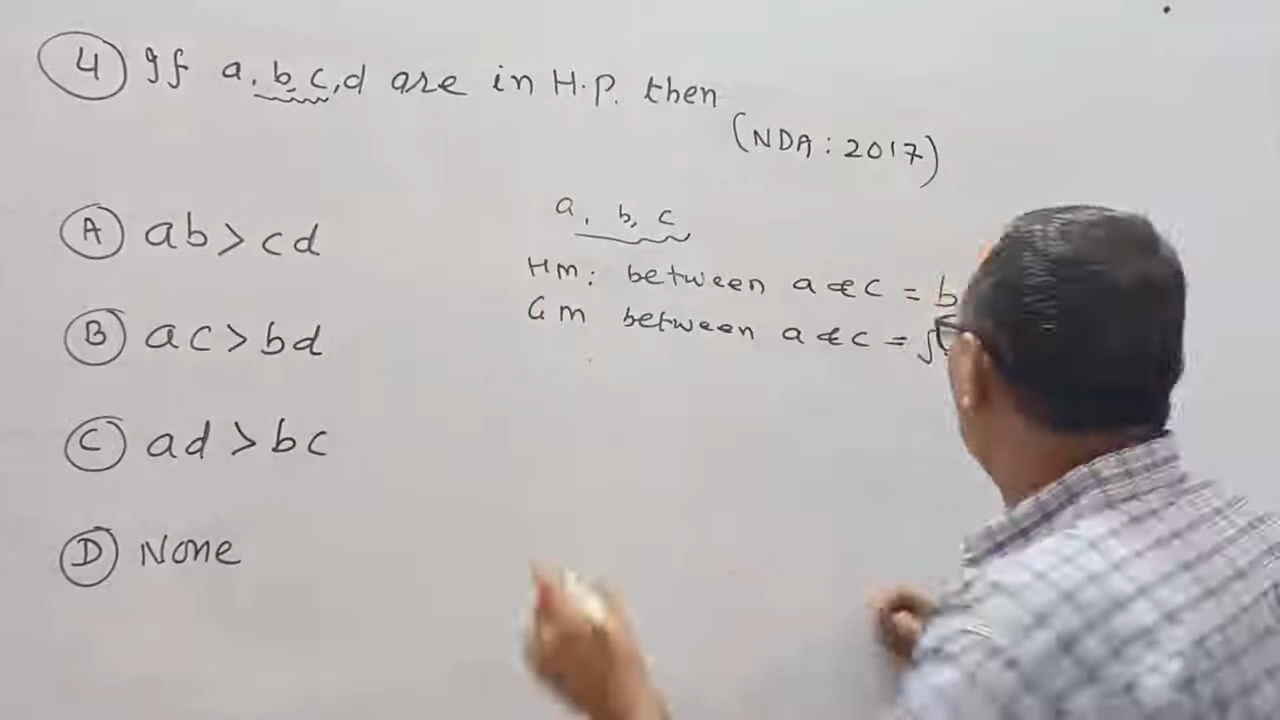 4 If a, b, c, d are in H.P. then
(NDA: 2017)
A ab > cd
B ac > bd
C ad > bc
D None
a, b, c
Hm: between a & c = b
Gm between a & c = √